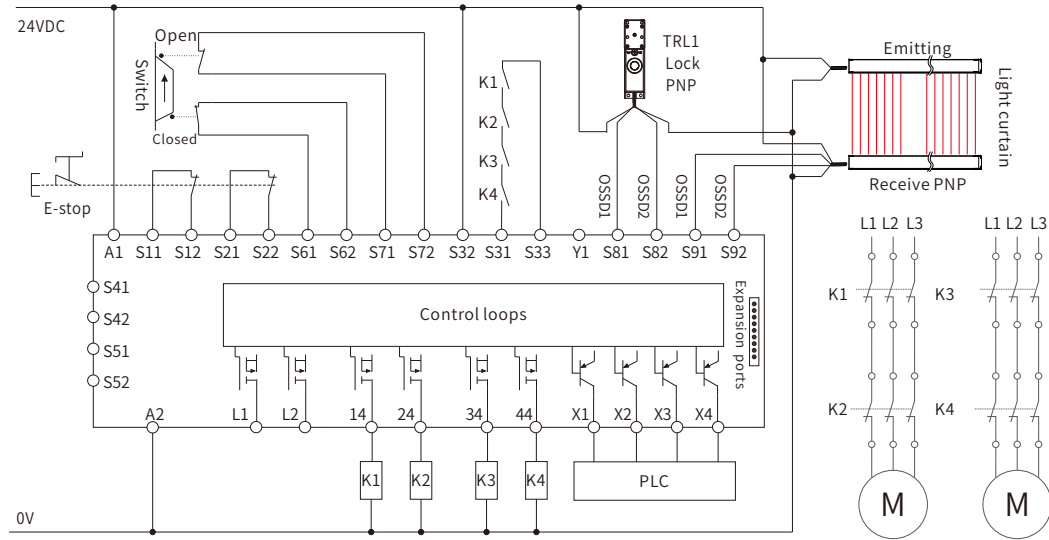 24VDC
Open
Switch
Closed
E-stop
K1
K2
K3
K4
TRL1
Lock
PNP
OSSD1
OSSD2
OSSD1
OSSD2
Emitting
Light curtain
Receive PNP
A1 S11 S12 S21 S22 S61 S62 S71 S72 S32 S31 S33 Y1 S81 S82 S91 S92
S41
S42
S51
S52
Control loops
Expansion ports
A2 L1 L2 14 24 34 44 X1 X2 X3 X4
K1 K2 K3 K4
PLC
0V
L1 L2 L3 L1 L2 L3
K1 K3
K2 K4
M M